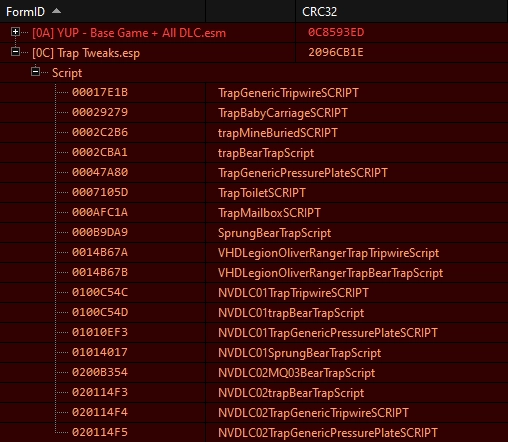 FormID CRC32
[0A] YUP - Base Game + All DLC.esm 0C8593ED
[0C] Trap Tweaks.esp 2096CB1E
Script
00017E1B TrapGenericTripwireSCRIPT
00029279 TrapBabyCarriageSCRIPT
0002C2B6 trapMineBuriedSCRIPT
0002CBA1 trapBearTrapScript
00047A80 TrapGenericPressurePlateSCRIPT
0007105D TrapToiletSCRIPT
000AFC1A TrapMailboxSCRIPT
000B9DA9 SprungBearTrapScript
0014B67A VHDLegionOliverRangerTrapTripwireScript
0014B67B VHDLegionOliverRangerTrapBearTrapScript
0100C54C NVDLC01TrapTripwireSCRIPT
0100C54D NVDLC01trapBearTrapScript
01010EF3 NVDLC01TrapGenericPressurePlateSCRIPT
01014017 NVDLC01SprungBearTrapScript
0200B354 NVDLC02MQ03BearTrapScript
020114F3 NVDLC02trapBearTrapScript
020114F4 NVDLC02TrapGenericTripwireSCRIPT
020114F5 NVDLC02TrapGenericPressurePlateSCRIPT